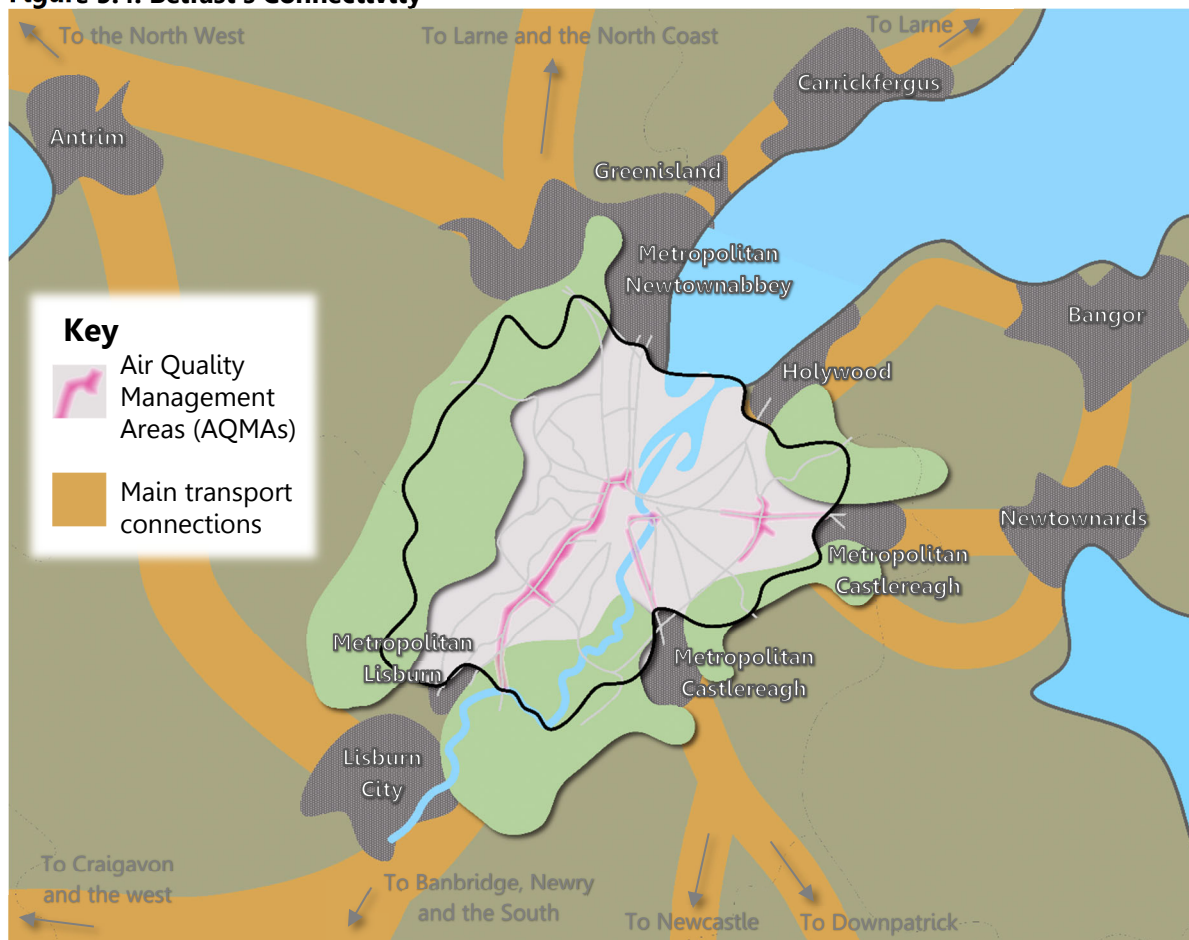 Belfast's Connectivity
To the North West
To Larne and the North Coast
To Larne
Carrickfergus
Antrim
Greenisland
Metropolitan
Newtownabbey
Bangor
Key
Air Quality
Management
Areas (AQMAs)
Main transport
connections
Holywood
Newtownards
Metropolitan
Castlereagh
Metropolitan
Lisburn
Metropolitan
Castlereagh
Lisburn
City
To Craigavon
and the west
To Banbridge, Newry
and the South
To Newcastle
To Downpatrick